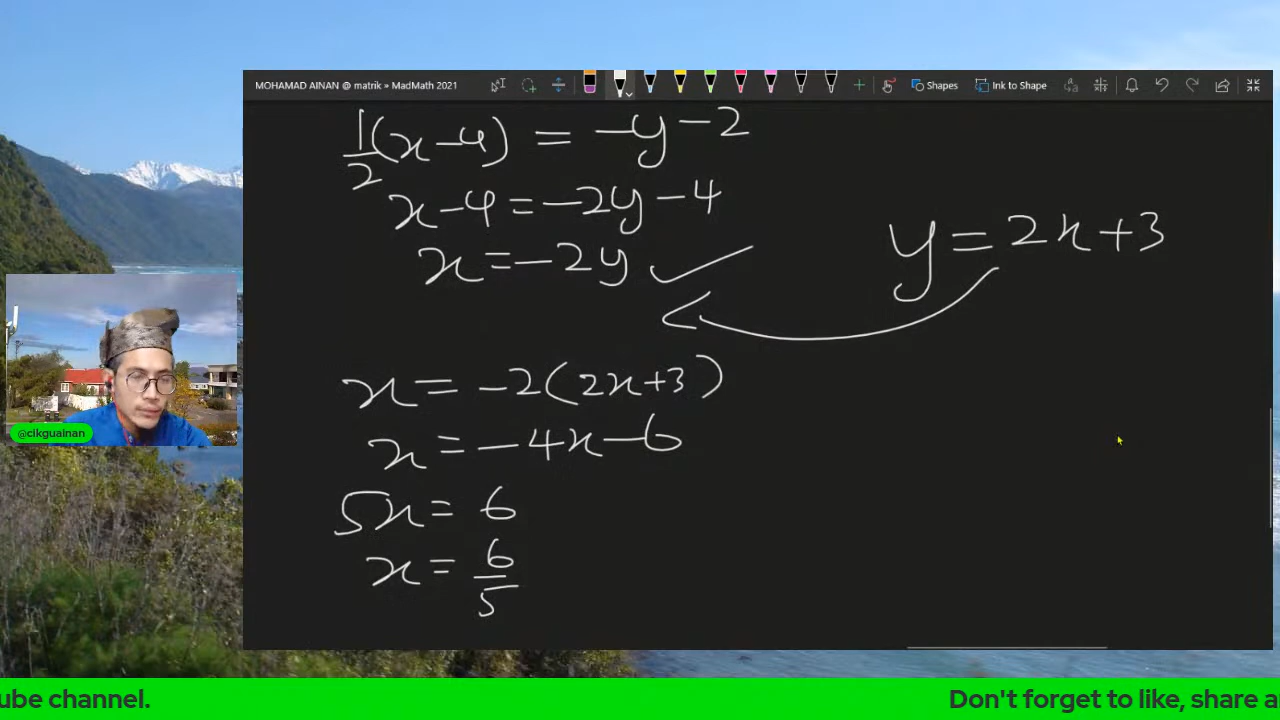 MOHAMAD AINAN @ matrik » MadMath 2021
Shapes
Ink to Shape
1/2(x-4) = -y-2
x-4=-2y-4
x=-2y
y=2x+3
x=-2(2x+3)
x=-4x-6
5x=6
x=6/5
@cikguainan
ube channel.
Don't forget to like, share a